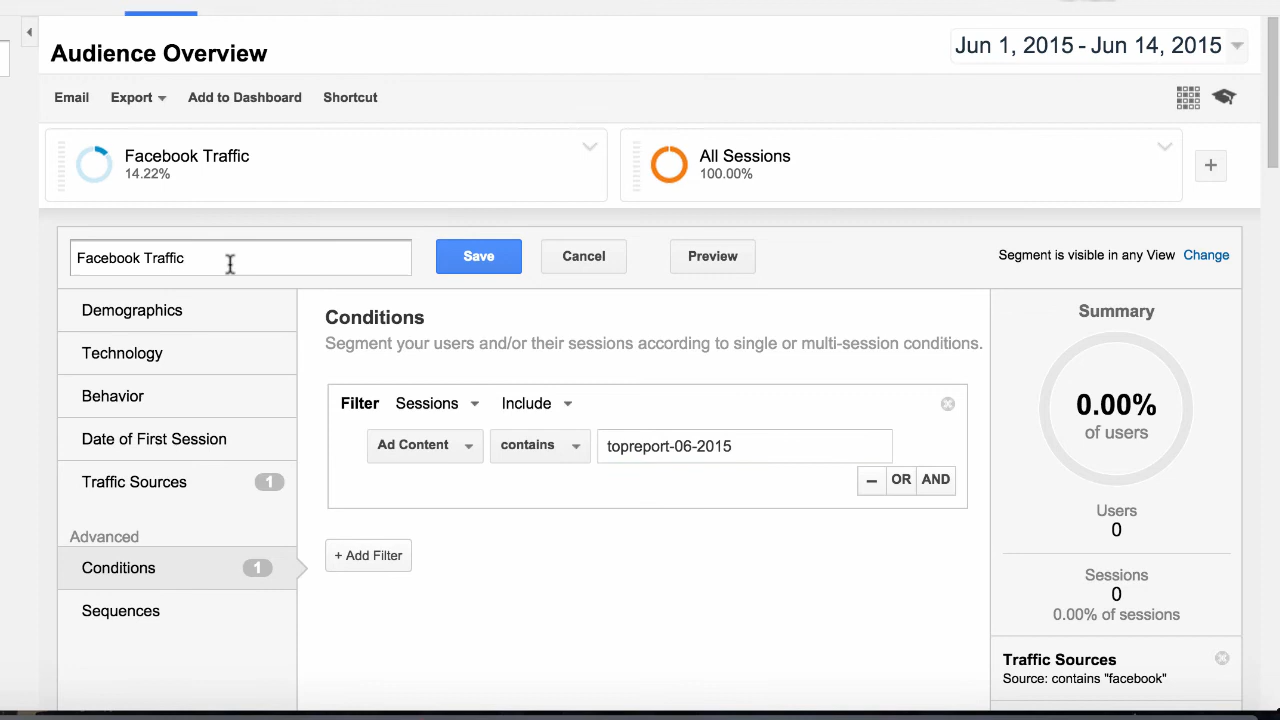 Audience Overview
Jun 1, 2015 - Jun 14, 2015
Email Export Add to Dashboard Shortcut
Facebook Traffic
14.22%
All Sessions
100.00%
+
Facebook Traffic
Save
Cancel
Preview
Segment is visible in any View Change
Demographics
Technology
Behavior
Date of First Session
Traffic Sources 1
Advanced
Conditions 1
Sequences
Conditions
Segment your users and/or their sessions according to single or multi-session conditions.
Filter Sessions Include
Ad Content contains topreport-06-2015
– OR AND
+ Add Filter
Summary
0.00%
of users
Users
0
Sessions
0
0.00% of sessions
Traffic Sources
Source: contains "facebook"